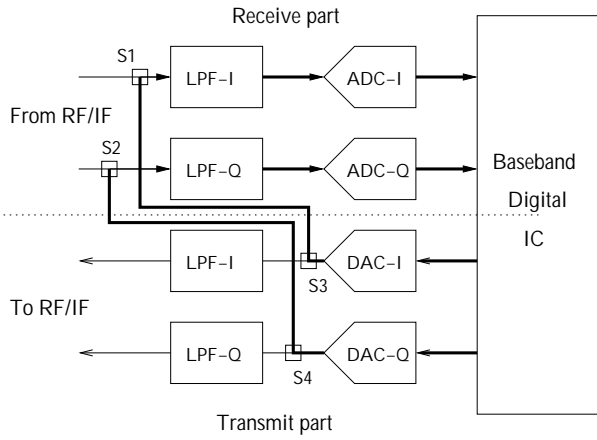 Receive part
S1
LPF-I
ADC-I
From RF/IF
S2
LPF-Q
ADC-Q
Baseband
Digital
IC
LPF-I
DAC-I
S3
To RF/IF
LPF-Q
DAC-Q
S4
Transmit part